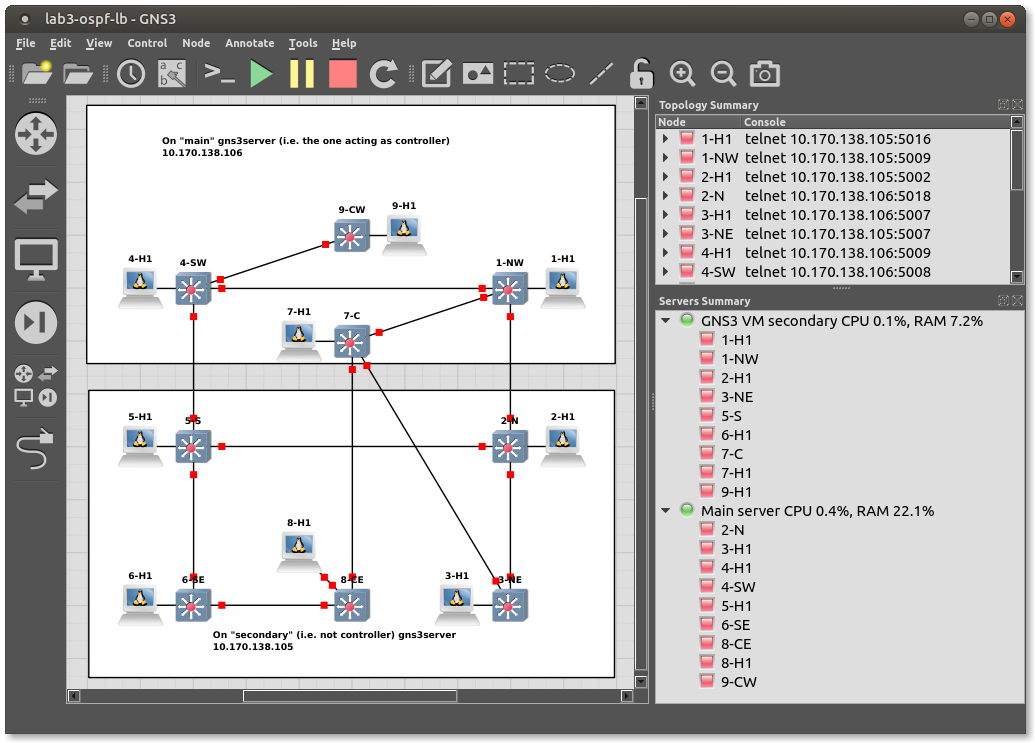 lab3-ospf-lb - GNS3
File Edit View Control Node Annotate Tools Help
a c
b
On "main" gns3server (i.e. the one acting as controller)
10.170.138.106
9-CW
9-H1
4-H1
4-SW
1-NW
1-H1
7-H1
7-C
5-H1
5-S
2-N
2-H1
8-H1
6-H1
6-SE
8-CE
3-H1
3-NE
On "secondary" (i.e. not controller) gns3server
10.170.138.105
Topology Summary
Node Console
1-H1 telnet 10.170.138.105:5016
1-NW telnet 10.170.138.105:5009
2-H1 telnet 10.170.138.105:5002
2-N telnet 10.170.138.106:5018
3-H1 telnet 10.170.138.106:5007
3-NE telnet 10.170.138.105:5007
4-H1 telnet 10.170.138.106:5009
4-SW telnet 10.170.138.106:5008
Servers Summary
GNS3 VM secondary CPU 0.1%, RAM 7.2%
1-H1
1-NW
2-H1
3-NE
5-S
6-H1
7-C
7-H1
9-H1
Main server CPU 0.4%, RAM 22.1%
2-N
3-H1
4-H1
4-SW
5-H1
6-SE
8-CE
8-H1
9-CW